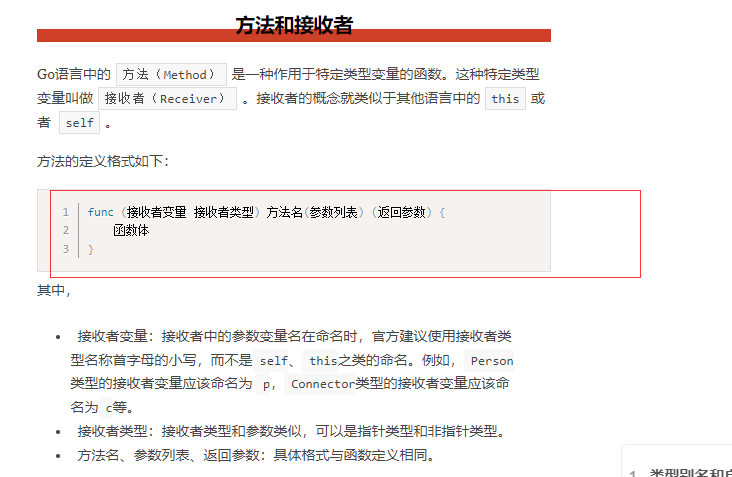 方法和接收者
Go语言中的 方法（Method） 是一种作用于特定类型变量的函数。这种特定类型
变量叫做 接收者（Receiver） 。接收者的概念就类似于其他语言中的 this 或
者 self 。
方法的定义格式如下：
1 func (接收者变量 接收者类型) 方法名(参数列表) (返回参数) {
2     函数体
3 }
其中，
• 接收者变量：接收者中的参数变量名在命名时，官方建议使用接收者类
型名称首字母的小写，而不是 self、 this之类的命名。例如， Person
类型的接收者变量应该命名为 p， Connector类型的接收者变量应该命
名为 c等。
• 接收者类型：接收者类型和参数类似，可以是指针类型和非指针类型。
• 方法名、参数列表、返回参数：具体格式与函数定义相同。
1 类型别名和